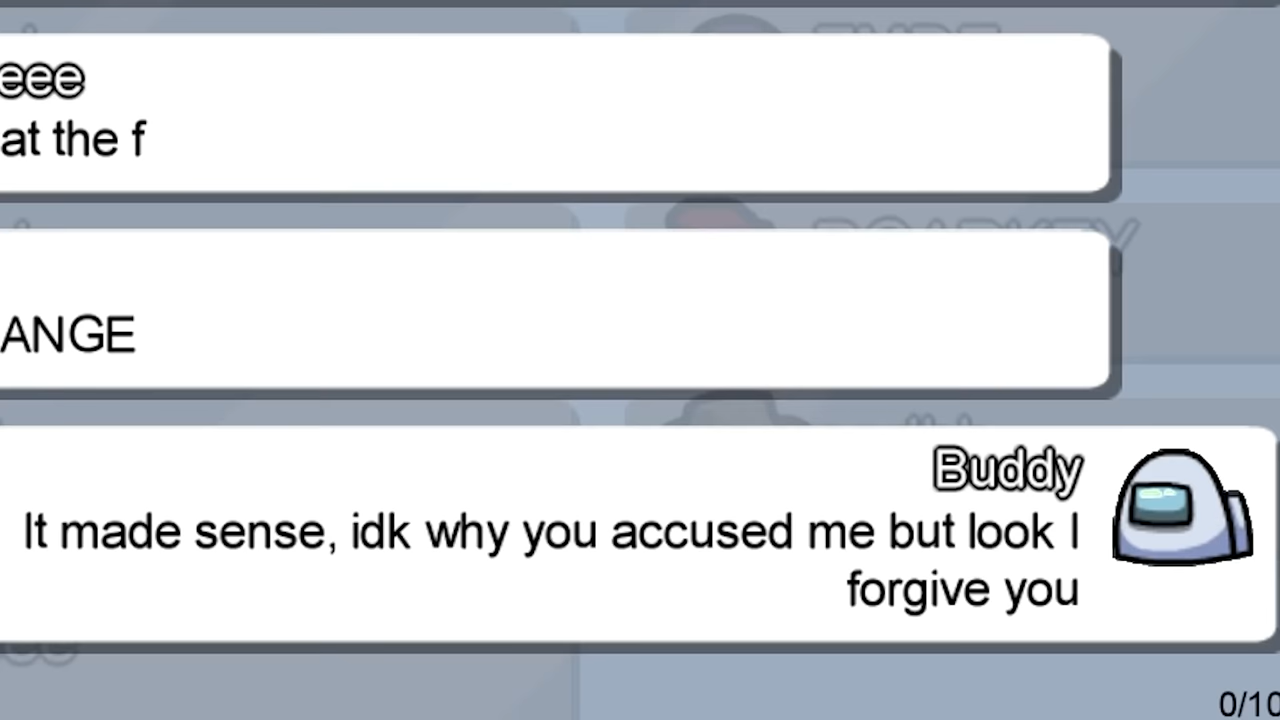 eee
at the f
ANGE
Buddy
It made sense, idk why you accused me but look I
forgive you
0/10